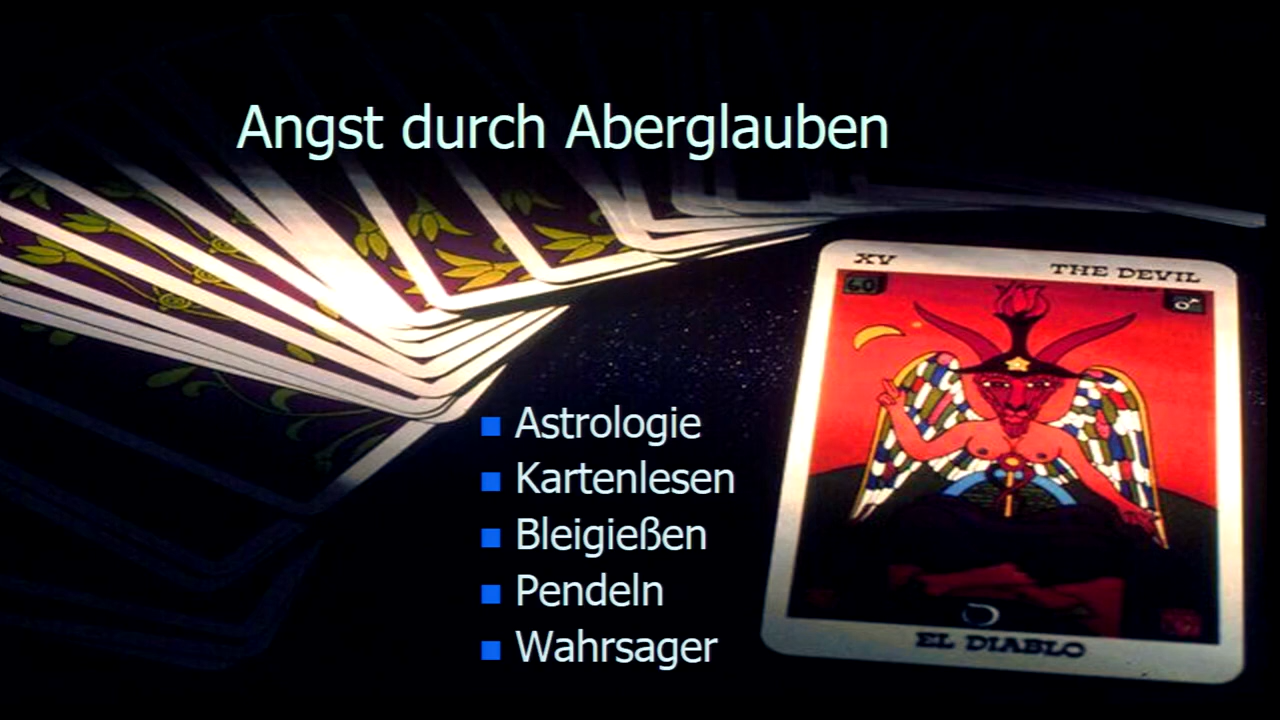 Angst durch Aberglauben
XV
THE DEVIL
60
Astrologie
Kartenlesen
Bleigießen
Pendeln
Wahrsager
EL DIABLO